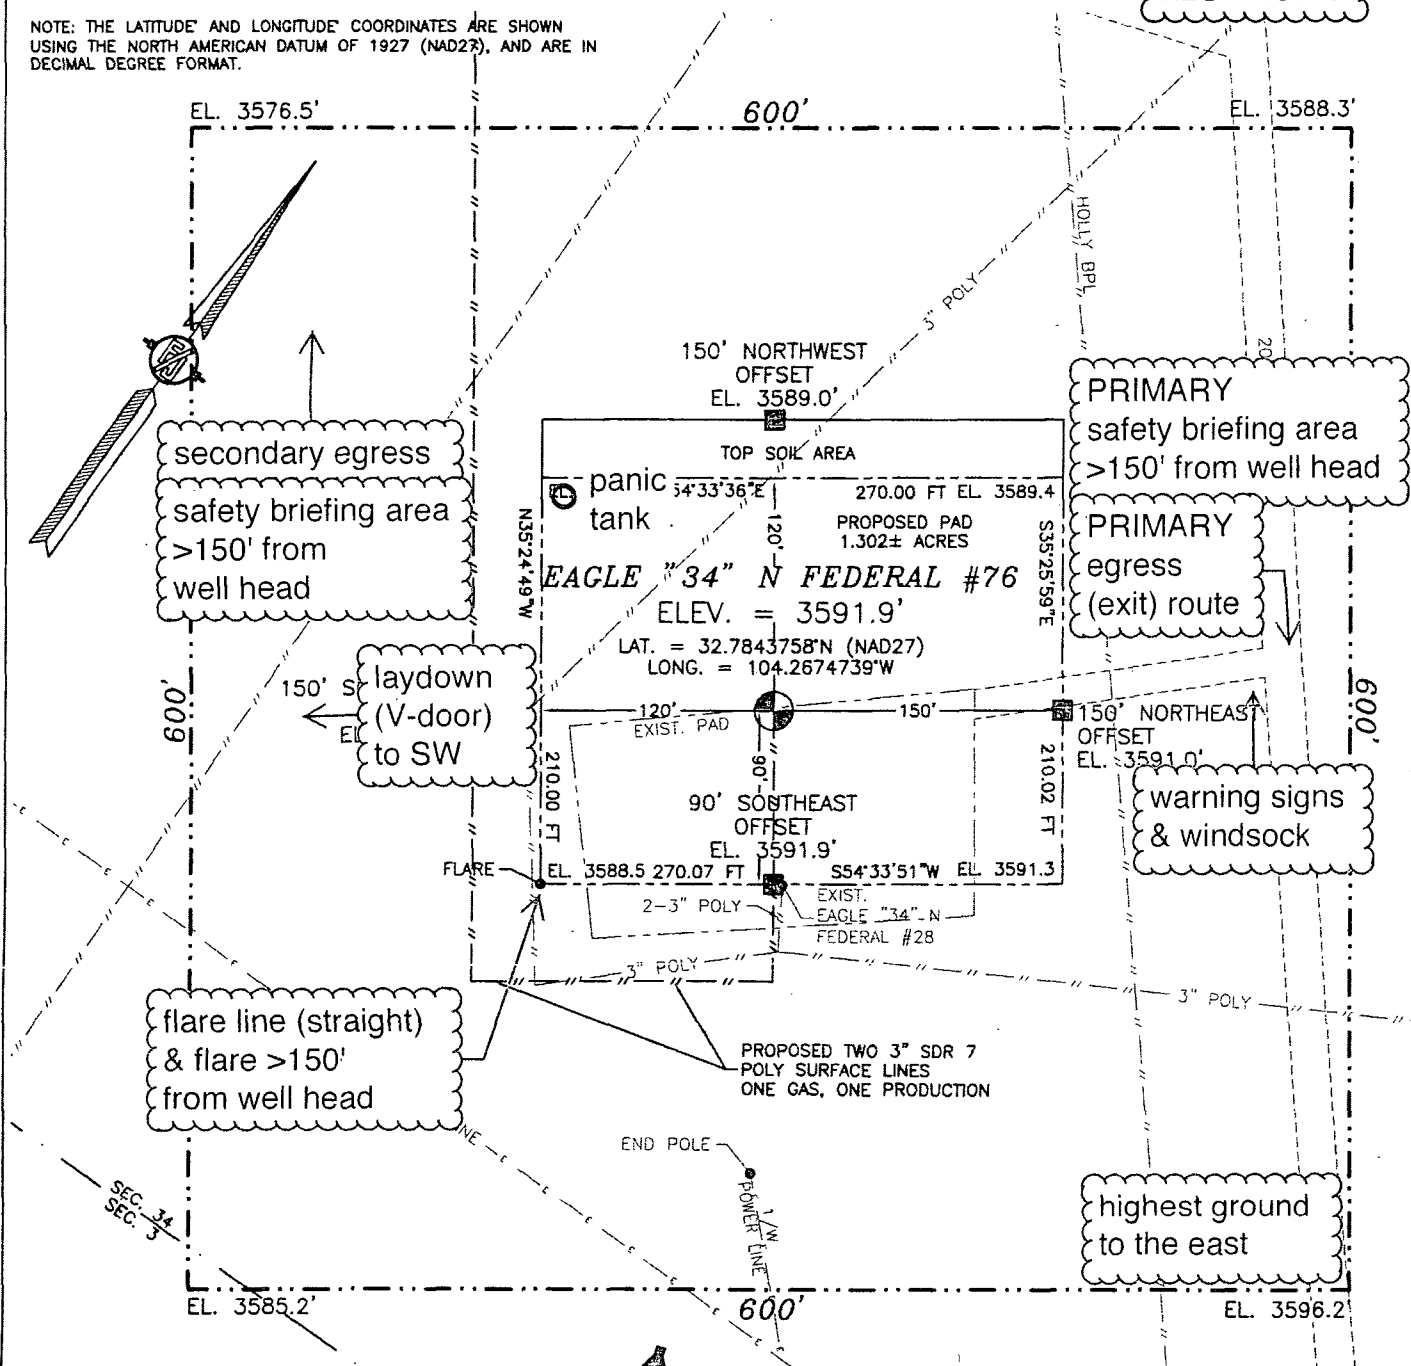 NOTE: THE LATITUDE AND LONGITUDE COORDINATES ARE SHOWN
USING THE NORTH AMERICAN DATUM OF 1927 (NAD27), AND ARE IN
DECIMAL DEGREE FORMAT.
EL. 3576.5'
600'
EL. 3588.3'
HOLLY BPL
3" POLY
20
150' NORTHWEST
OFFSET
EL. 3589.0'
TOP SOIL AREA
secondary egress
safety briefing area
>150' from
well head
PRIMARY
safety briefing area
>150' from well head
PRIMARY
egress
(exit) route
panic
tank
54°33'36"E
270.00 FT
EL 3589.4
PROPOSED PAD
1.302± ACRES
120'
N35°24'49"W
S35°25'59"E
EAGLE "34" N FEDERAL #76
ELEV. = 3591.9'
LAT. = 32.7843758°N (NAD27)
LONG. = 104.2674739°W
600'
150' S
EL
laydown
(V-door)
to SW
120'
150'
EXIST. PAD
150' NORTHEAST
OFFSET
EL. 3591.0'
600'
210.00 FT
90'
210.02 FT
warning signs
& windsock
90' SOUTHEAST
OFFSET
EL. 3591.9'
FLARE
EL. 3588.5
270.07 FT
S54°33'51"W
EL 3591.3
2-3" POLY
EXIST.
EAGLE "34" N
FEDERAL #28
3" POLY
3" POLY
flare line (straight)
& flare >150'
from well head
PROPOSED TWO 3" SDR 7
POLY SURFACE LINES
ONE GAS, ONE PRODUCTION
INE
END POLE
POWER LINE
1/W
SEC. 34
SEC. 3
highest ground
to the east
EL. 3585.2'
600'
EL. 3596.2'